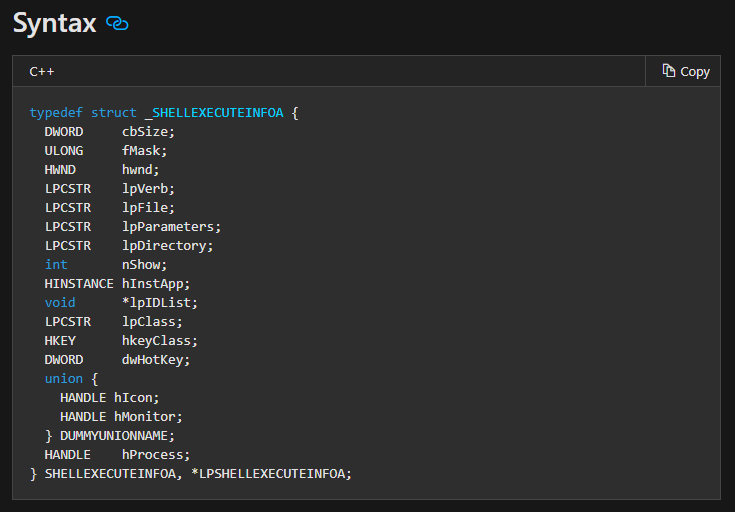 Syntax
C++
Copy
typedef struct _SHELLEXECUTEINFOA {
  DWORD     cbSize;
  ULONG     fMask;
  HWND      hwnd;
  LPCSTR    lpVerb;
  LPCSTR    lpFile;
  LPCSTR    lpParameters;
  LPCSTR    lpDirectory;
  int       nShow;
  HINSTANCE hInstApp;
  void      *lpIDList;
  LPCSTR    lpClass;
  HKEY      hkeyClass;
  DWORD     dwHotKey;
  union {
    HANDLE hIcon;
    HANDLE hMonitor;
  } DUMMYUNIONNAME;
  HANDLE    hProcess;
} SHELLEXECUTEINFOA, *LPSHELLEXECUTEINFOA;